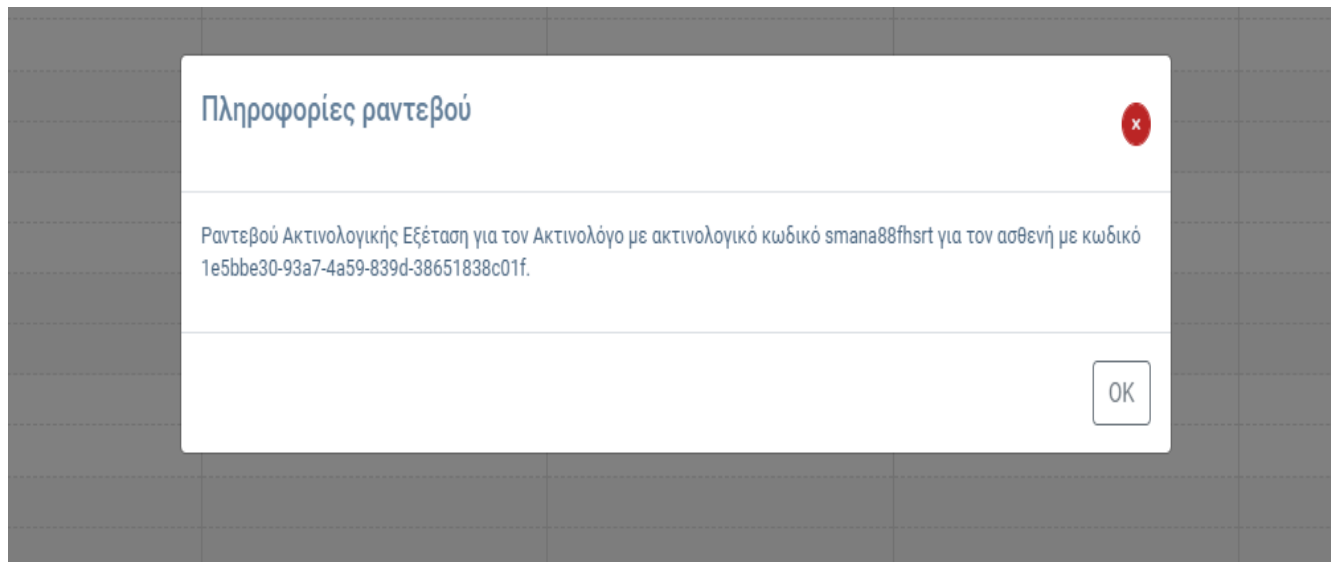 Πληροφορίες ραντεβού
x
Ραντεβού Ακτινολογικής Εξέταση για τον Ακτινολόγο με ακτινολογικό κωδικό smana88fhsrt για τον ασθενή με κωδικό
1e5bbe30-93a7-4a59-839d-38651838c01f.
OK